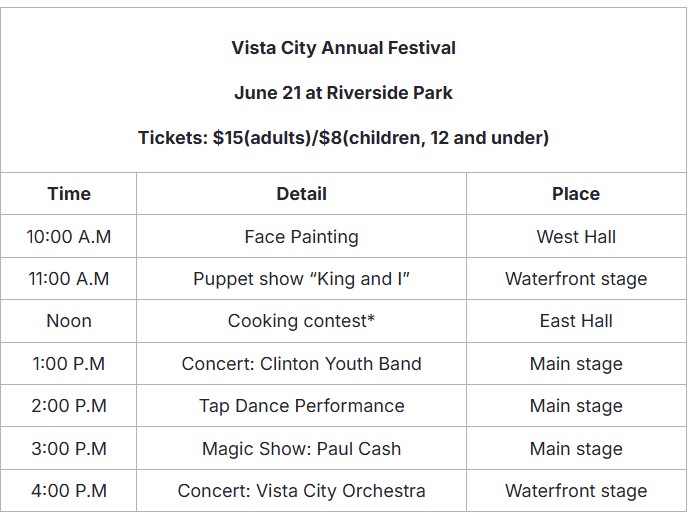 Vista City Annual Festival
June 21 at Riverside Park
Tickets: $15(adults)/$8(children, 12 and under)
Time Detail Place
10:00 A.M Face Painting West Hall
11:00 A.M Puppet show “King and I” Waterfront stage
Noon Cooking contest* East Hall
1:00 P.M Concert: Clinton Youth Band Main stage
2:00 P.M Tap Dance Performance Main stage
3:00 P.M Magic Show: Paul Cash Main stage
4:00 P.M Concert: Vista City Orchestra Waterfront stage